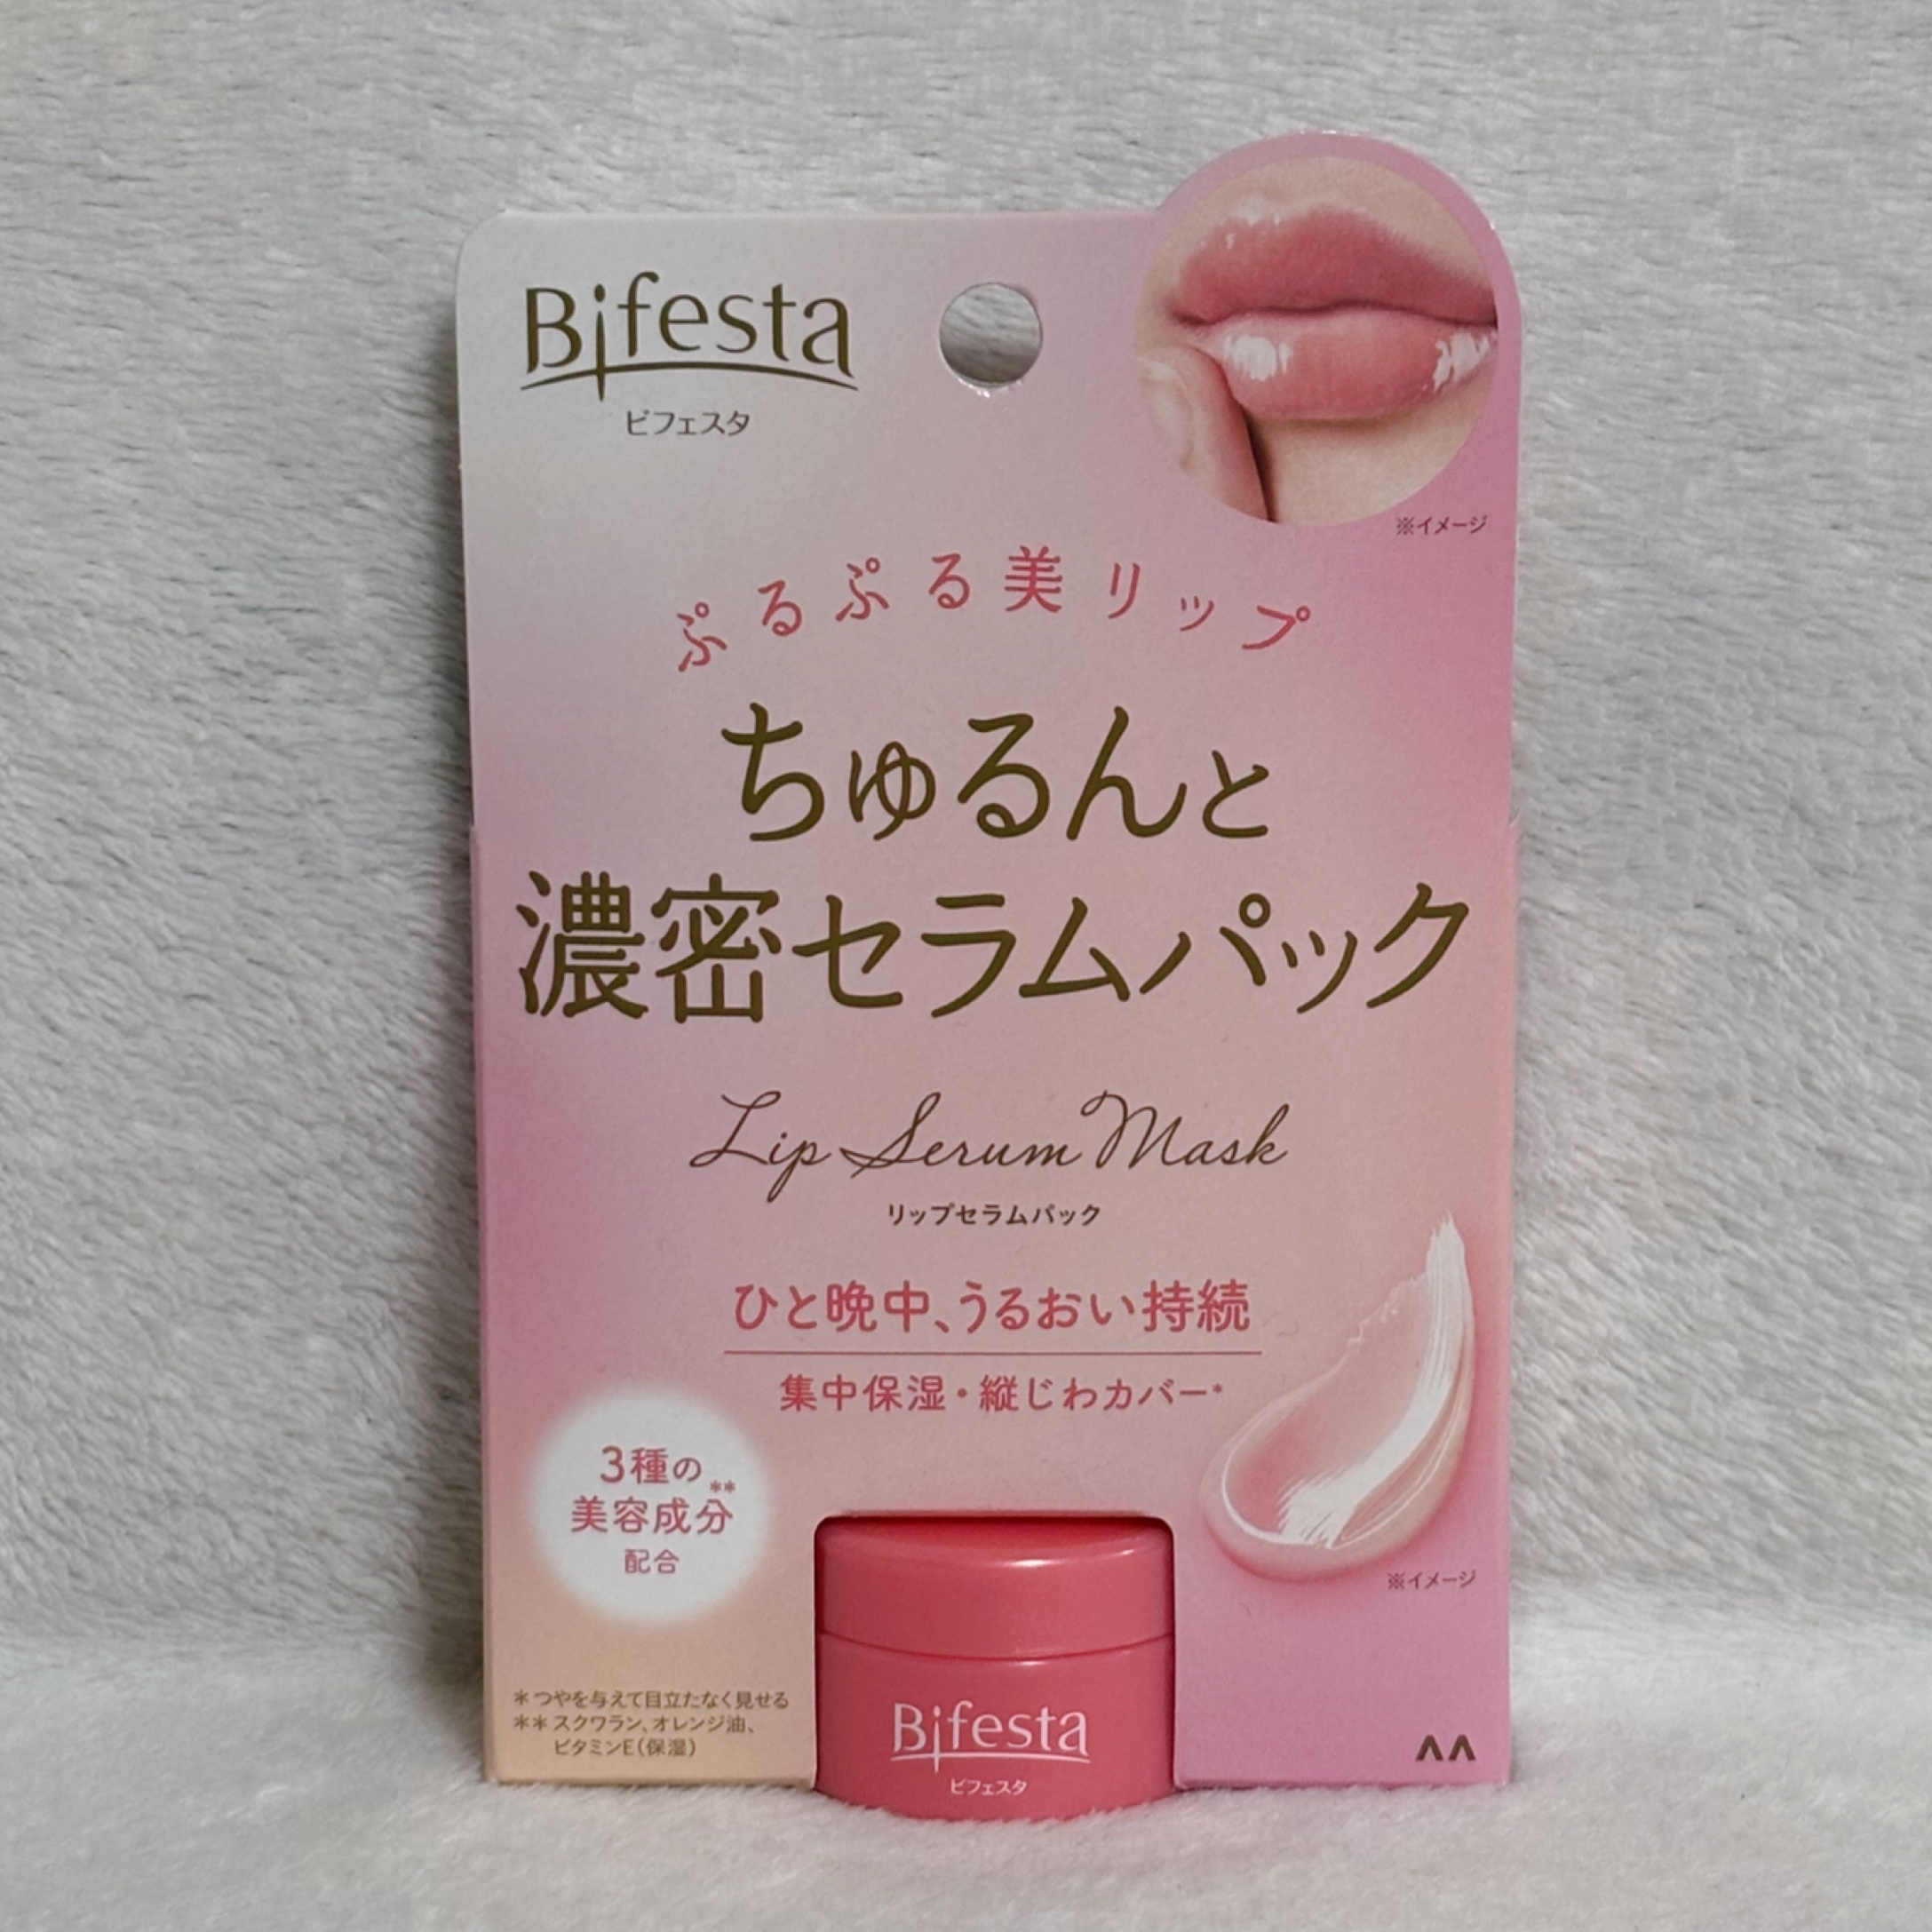 Bifesta
ビフェスタ
※イメージ
ぷるぷる美リップ
ちゅるんと
濃密セラムパック
Lip Serum Mask
リップセラムパック
ひと晩中、うるおい持続
集中保湿・縦じわカバー*
3種の
美容成分**
配合
※イメージ
*つやを与えて目立たなく見せる
**スクワラン、オレンジ油、
ビタミンE(保湿)
Bifesta
ビフェスタ